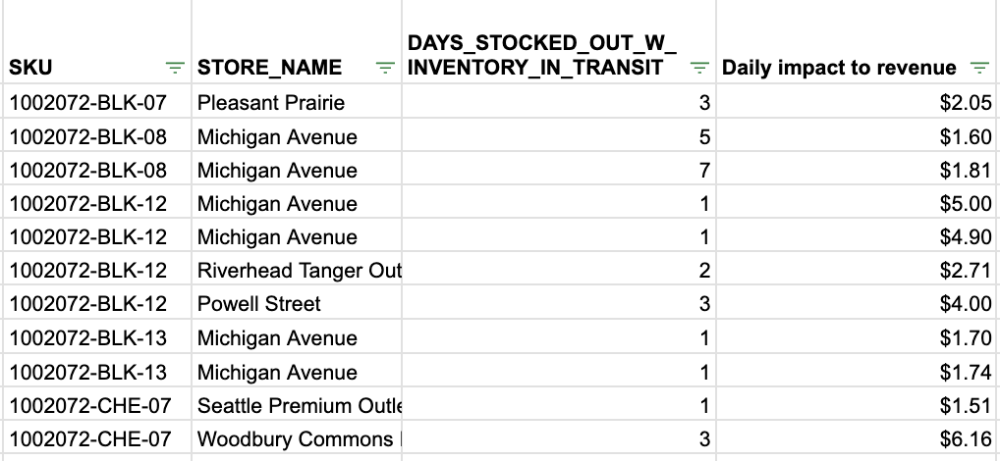 DAYS_STOCKED_OUT_W_
SKU STORE_NAME INVENTORY_IN_TRANSIT Daily impact to revenue
1002072-BLK-07 Pleasant Prairie 3 $2.05
1002072-BLK-08 Michigan Avenue 5 $1.60
1002072-BLK-08 Michigan Avenue 7 $1.81
1002072-BLK-12 Michigan Avenue 1 $5.00
1002072-BLK-12 Michigan Avenue 1 $4.90
1002072-BLK-12 Riverhead Tanger Out 2 $2.71
1002072-BLK-12 Powell Street 3 $4.00
1002072-BLK-13 Michigan Avenue 1 $1.70
1002072-BLK-13 Michigan Avenue 1 $1.74
1002072-CHE-07 Seattle Premium Outle 1 $1.51
1002072-CHE-07 Woodbury Commons 3 $6.16